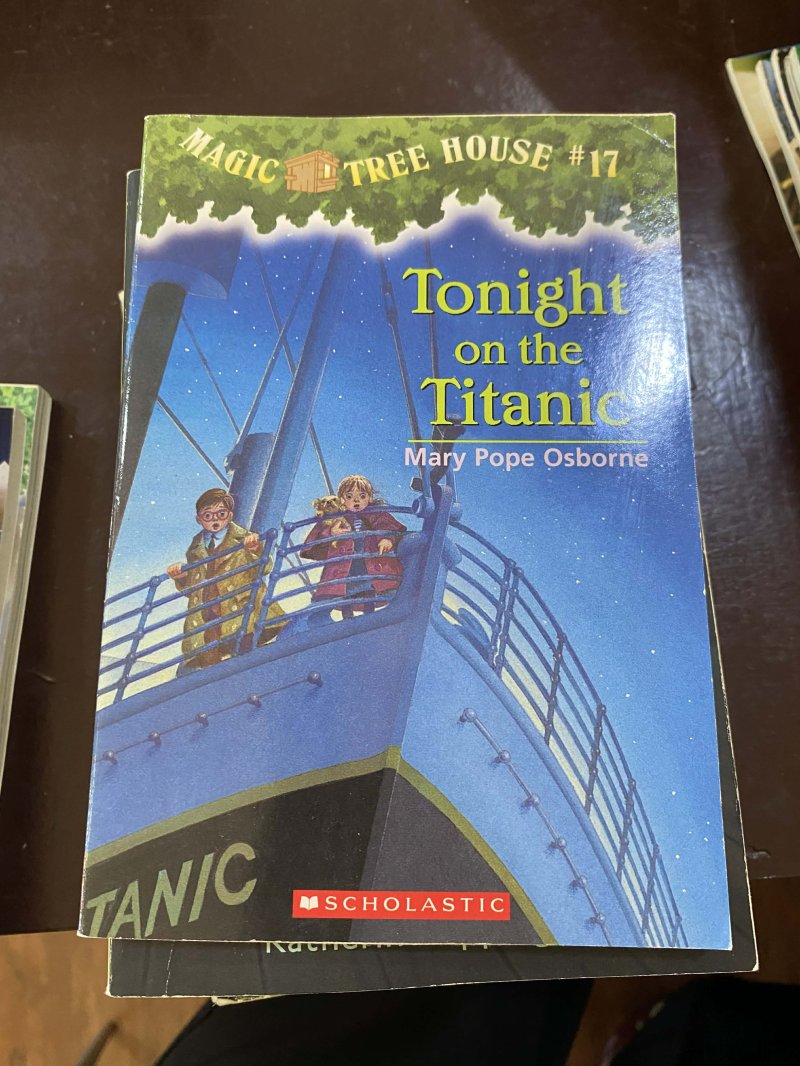 MAGIC TREE HOUSE #17
Tonight
on the
Titanic
Mary Pope Osborne
TANIC
SCHOLASTIC